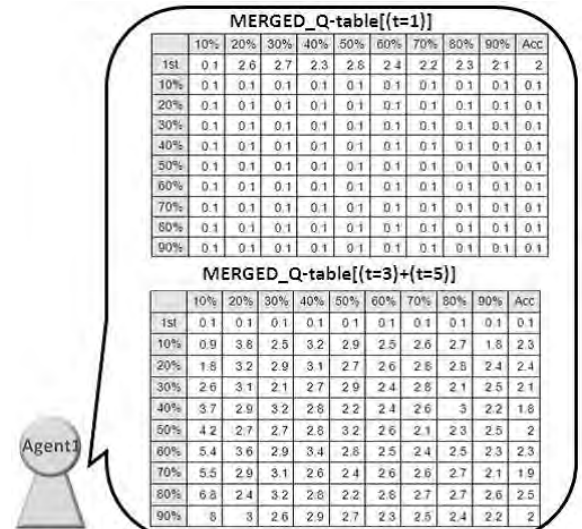 MERGED_Q-table[(t=1)]
10% 20% 30% 40% 50% 60% 70% 80% 90% Acc
1st 0.1 2.6 2.7 2.3 2.8 2.4 2.2 2.3 2.1 2
10% 0.1 0.1 0.1 0.1 0.1 0.1 0.1 0.1 0.1 0.1
20% 0.1 0.1 0.1 0.1 0.1 0.1 0.1 0.1 0.1 0.1
30% 0.1 0.1 0.1 0.1 0.1 0.1 0.1 0.1 0.1 0.1
40% 0.1 0.1 0.1 0.1 0.1 0.1 0.1 0.1 0.1 0.1
50% 0.1 0.1 0.1 0.1 0.1 0.1 0.1 0.1 0.1 0.1
60% 0.1 0.1 0.1 0.1 0.1 0.1 0.1 0.1 0.1 0.1
70% 0.1 0.1 0.1 0.1 0.1 0.1 0.1 0.1 0.1 0.1
80% 0.1 0.1 0.1 0.1 0.1 0.1 0.1 0.1 0.1 0.1
90% 0.1 0.1 0.1 0.1 0.1 0.1 0.1 0.1 0.1 0.1
MERGED_Q-table[(t=3)+(t=5)]
10% 20% 30% 40% 50% 60% 70% 80% 90% Acc
1st 0.1 0.1 0.1 0.1 0.1 0.1 0.1 0.1 0.1 0.1
10% 0.9 3.8 2.5 3.2 2.9 2.5 2.6 2.7 1.8 2.3
20% 1.8 3.2 2.9 3.1 2.7 2.6 2.8 2.8 2.4 2.4
30% 2.6 3.1 2.1 2.7 2.9 2.4 2.8 2.1 2.5 2.1
40% 3.7 2.9 3.2 2.8 2.2 2.4 2.6 3 2.2 1.8
50% 4.2 2.7 2.7 2.8 3.2 2.6 2.1 2.3 2.5 2
60% 5.4 3.6 2.9 3.4 2.8 2.5 2.4 2.5 2.3 2.3
70% 5.5 2.9 3.1 2.6 2.4 2.6 2.6 2.7 2.1 1.9
80% 6.8 2.4 3.2 2.8 2.2 2.8 2.7 2.7 2.6 2.5
90% 8 3 2.6 2.9 2.7 2.3 2.5 2.4 2.2 2
Agent1